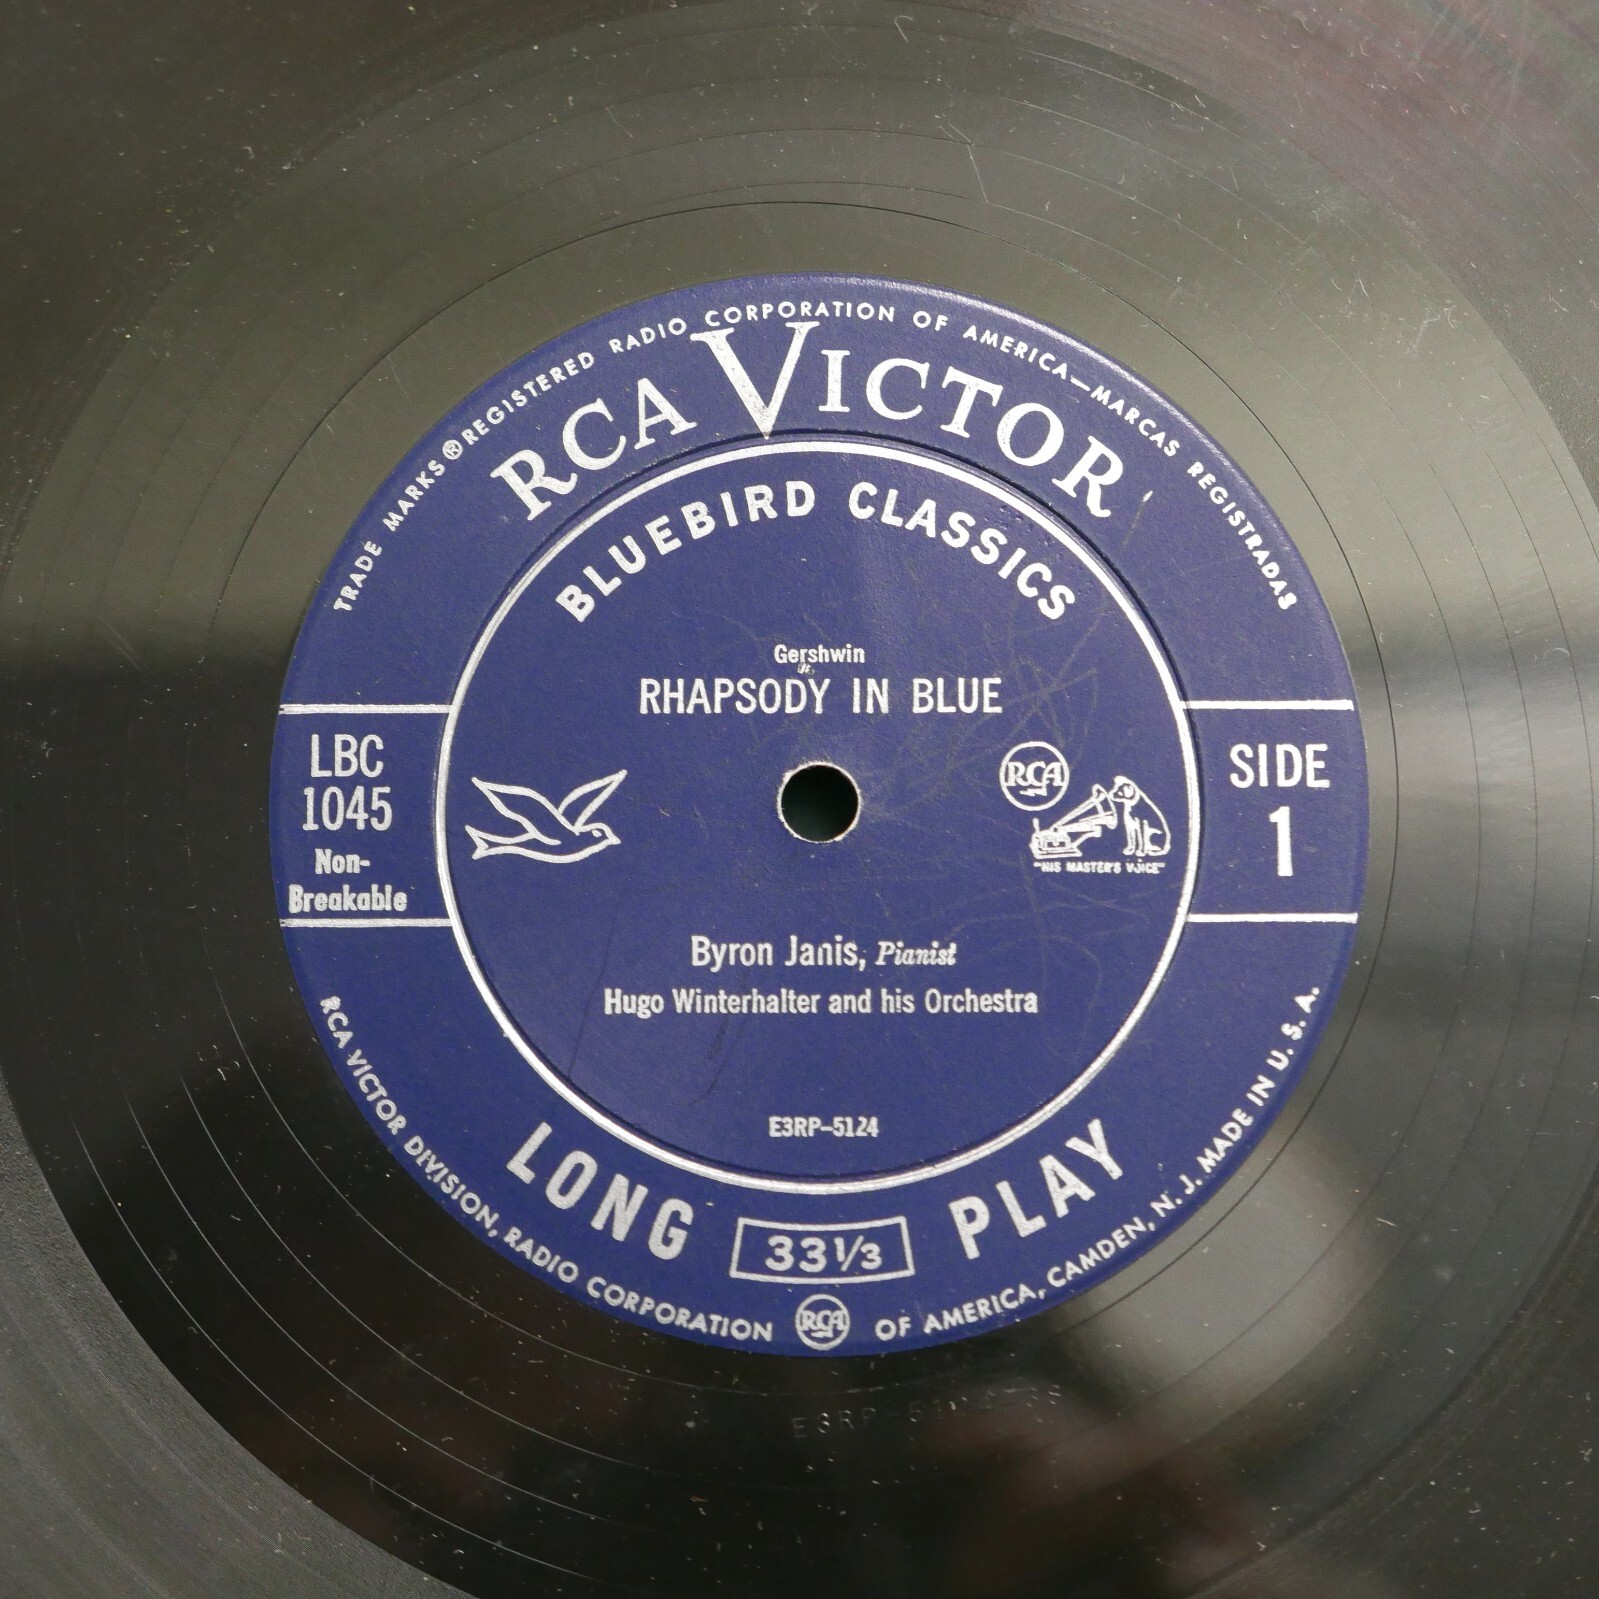 TRADE MARKS ® REGISTERED RADIO CORPORATION OF AMERICA—MARCAS REGISTRADAS
RCA VICTOR
BLUEBIRD CLASSICS
Gershwin
RHAPSODY IN BLUE
LBC
1045
Non-
Breakable
RCA
"HIS MASTER'S VOICE"
SIDE
1
Byron Janis, Pianist
Hugo Winterhalter and his Orchestra
E3RP-5124
LONG 33 1/3 PLAY
RCA VICTOR DIVISION, RADIO CORPORATION RCA OF AMERICA, CAMDEN, N. J. MADE IN U. S. A.